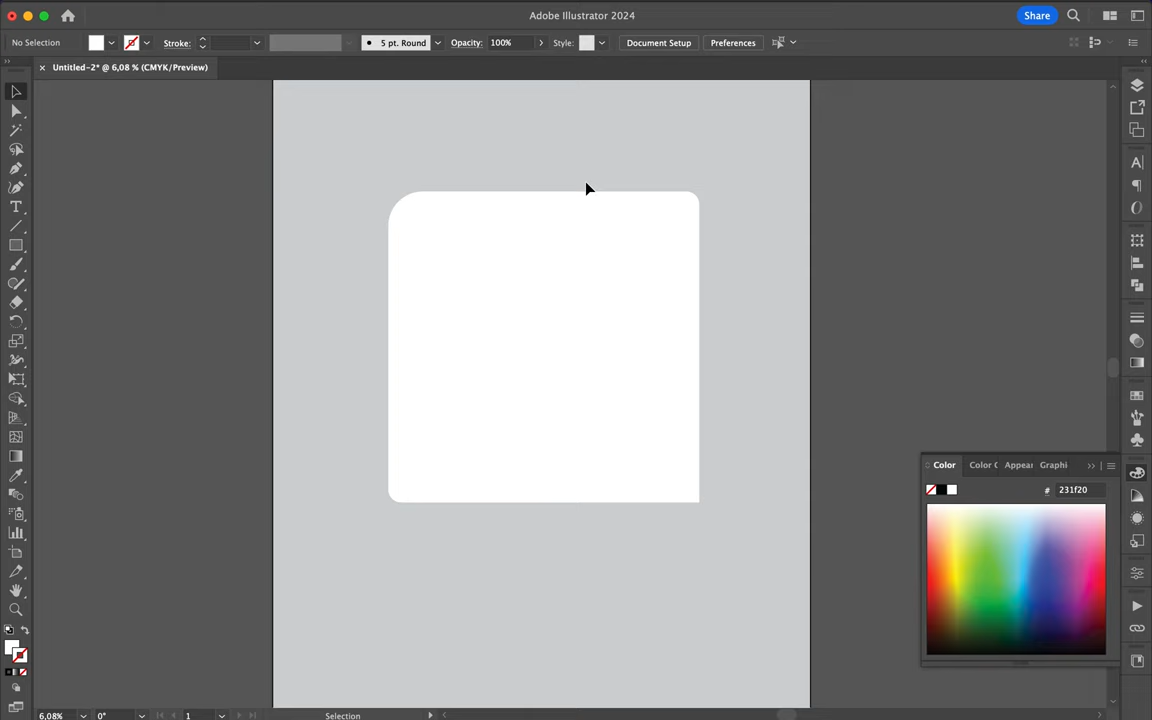 Adobe Illustrator 2024
Share
No Selection
Stroke:
5 pt. Round
Opacity:
100%
Style:
Document Setup
Preferences
Untitled-2* @ 6,08 % (CMYK/Preview)
Color
Color C
Appear
Graphi
# 231f20
6,08%
0°
1
Selection